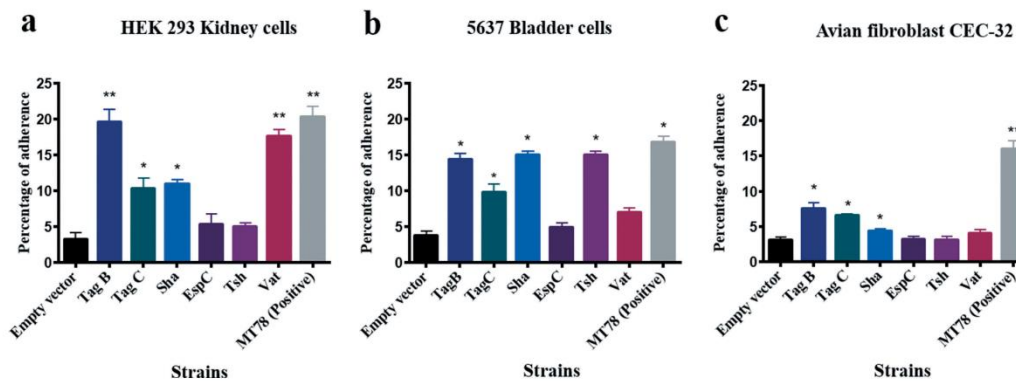 a
HEK 293 Kidney cells
Percentage of adherence
25
20
15
10
5
0
**
*
*
**
**
Empty vector
Tag B
Tag C
Sha
EspC
Tsh
Vat
MT78 (Positive)
Strains
b
5637 Bladder cells
Percentage of adherence
25
20
15
10
5
0
*
*
*
*
*
Empty vector
TagB
TagC
Sha
EspC
Tsh
Vat
MT78 (Positive)
Strains
c
Avian fibroblast CEC-32
Percentage of adherence
25
20
15
10
5
0
*
*
*
**
Empty vector
Tag B
Tag C
Sha
EspC
Tsh
Vat
MT78 (Positive)
Strains